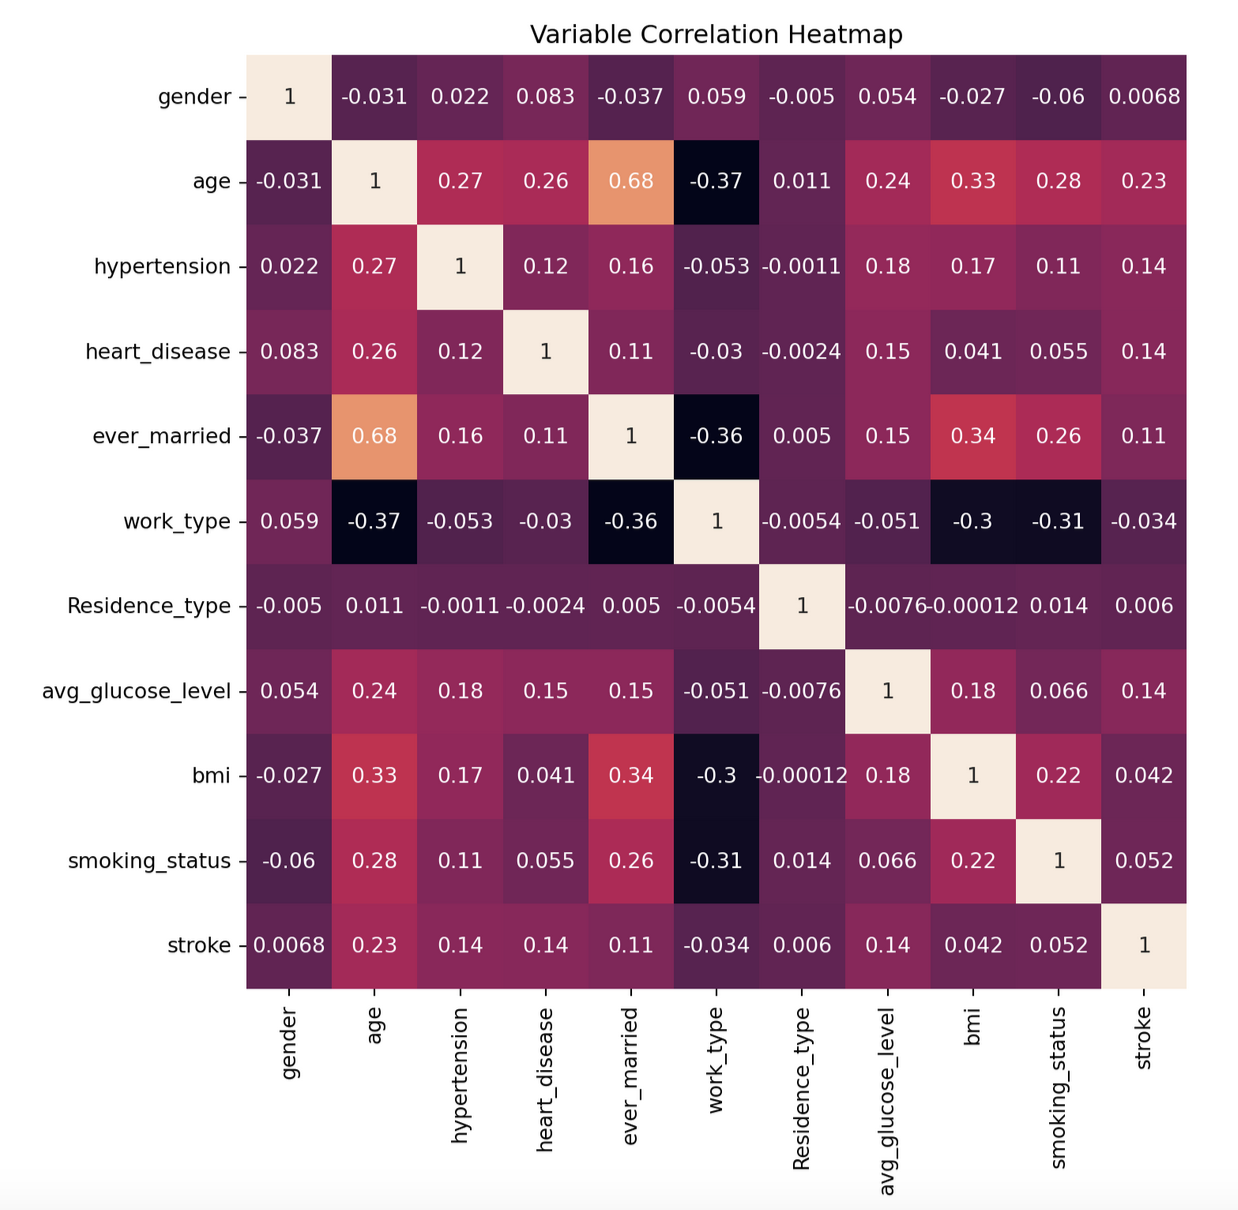 Variable Correlation Heatmap
gender 1 -0.031 0.022 0.083 -0.037 0.059 -0.005 0.054 -0.027 -0.06 0.0068
age -0.031 1 0.27 0.26 0.68 -0.37 0.011 0.24 0.33 0.28 0.23
hypertension 0.022 0.27 1 0.12 0.16 -0.053 -0.0011 0.18 0.17 0.11 0.14
heart_disease 0.083 0.26 0.12 1 0.11 -0.03 -0.0024 0.15 0.041 0.055 0.14
ever_married -0.037 0.68 0.16 0.11 1 -0.36 0.005 0.15 0.34 0.26 0.11
work_type 0.059 -0.37 -0.053 -0.03 -0.36 1 -0.0054 -0.051 -0.3 -0.31 -0.034
Residence_type -0.005 0.011 -0.0011 -0.0024 0.005 -0.0054 1 -0.0076 -0.00012 0.014 0.006
avg_glucose_level 0.054 0.24 0.18 0.15 0.15 -0.051 -0.0076 1 0.18 0.066 0.14
bmi -0.027 0.33 0.17 0.041 0.34 -0.3 -0.00012 0.18 1 0.22 0.042
smoking_status -0.06 0.28 0.11 0.055 0.26 -0.31 0.014 0.066 0.22 1 0.052
stroke 0.0068 0.23 0.14 0.14 0.11 -0.034 0.006 0.14 0.042 0.052 1
gender age hypertension heart_disease ever_married work_type Residence_type avg_glucose_level bmi smoking_status stroke